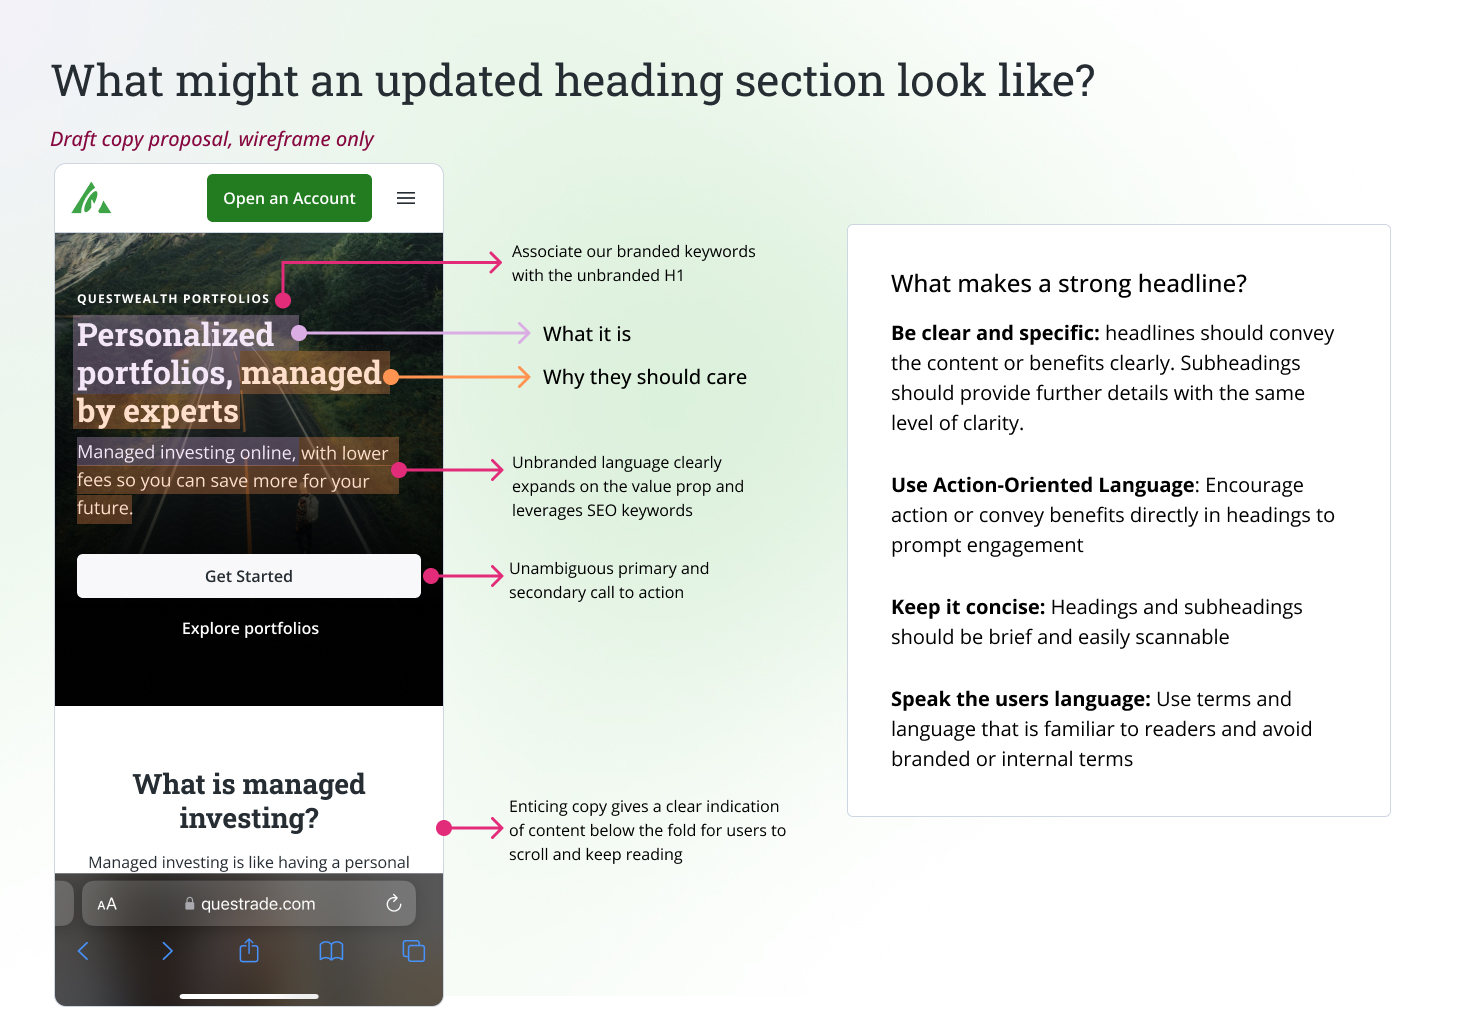 What might an updated heading section look like?
Draft copy proposal, wireframe only
Open an Account
QUESTWEALTH PORTFOLIOS
Personalized
portfolios, managed
by experts
Managed investing online, with lower
fees so you can save more for your
future.
Get Started
Explore portfolios
What is managed
investing?
Managed investing is like having a personal
AA
questrade.com
Associate our branded keywords
with the unbranded H1
What it is
Why they should care
Unbranded language clearly
expands on the value prop and
leverages SEO keywords
Unambiguous primary and
secondary call to action
Enticing copy gives a clear indication
of content below the fold for users to
scroll and keep reading
What makes a strong headline?
Be clear and specific: headlines should convey
the content or benefits clearly. Subheadings
should provide further details with the same
level of clarity.
Use Action-Oriented Language: Encourage
action or convey benefits directly in headings to
prompt engagement
Keep it concise: Headings and subheadings
should be brief and easily scannable
Speak the users language: Use terms and
language that is familiar to readers and avoid
branded or internal terms